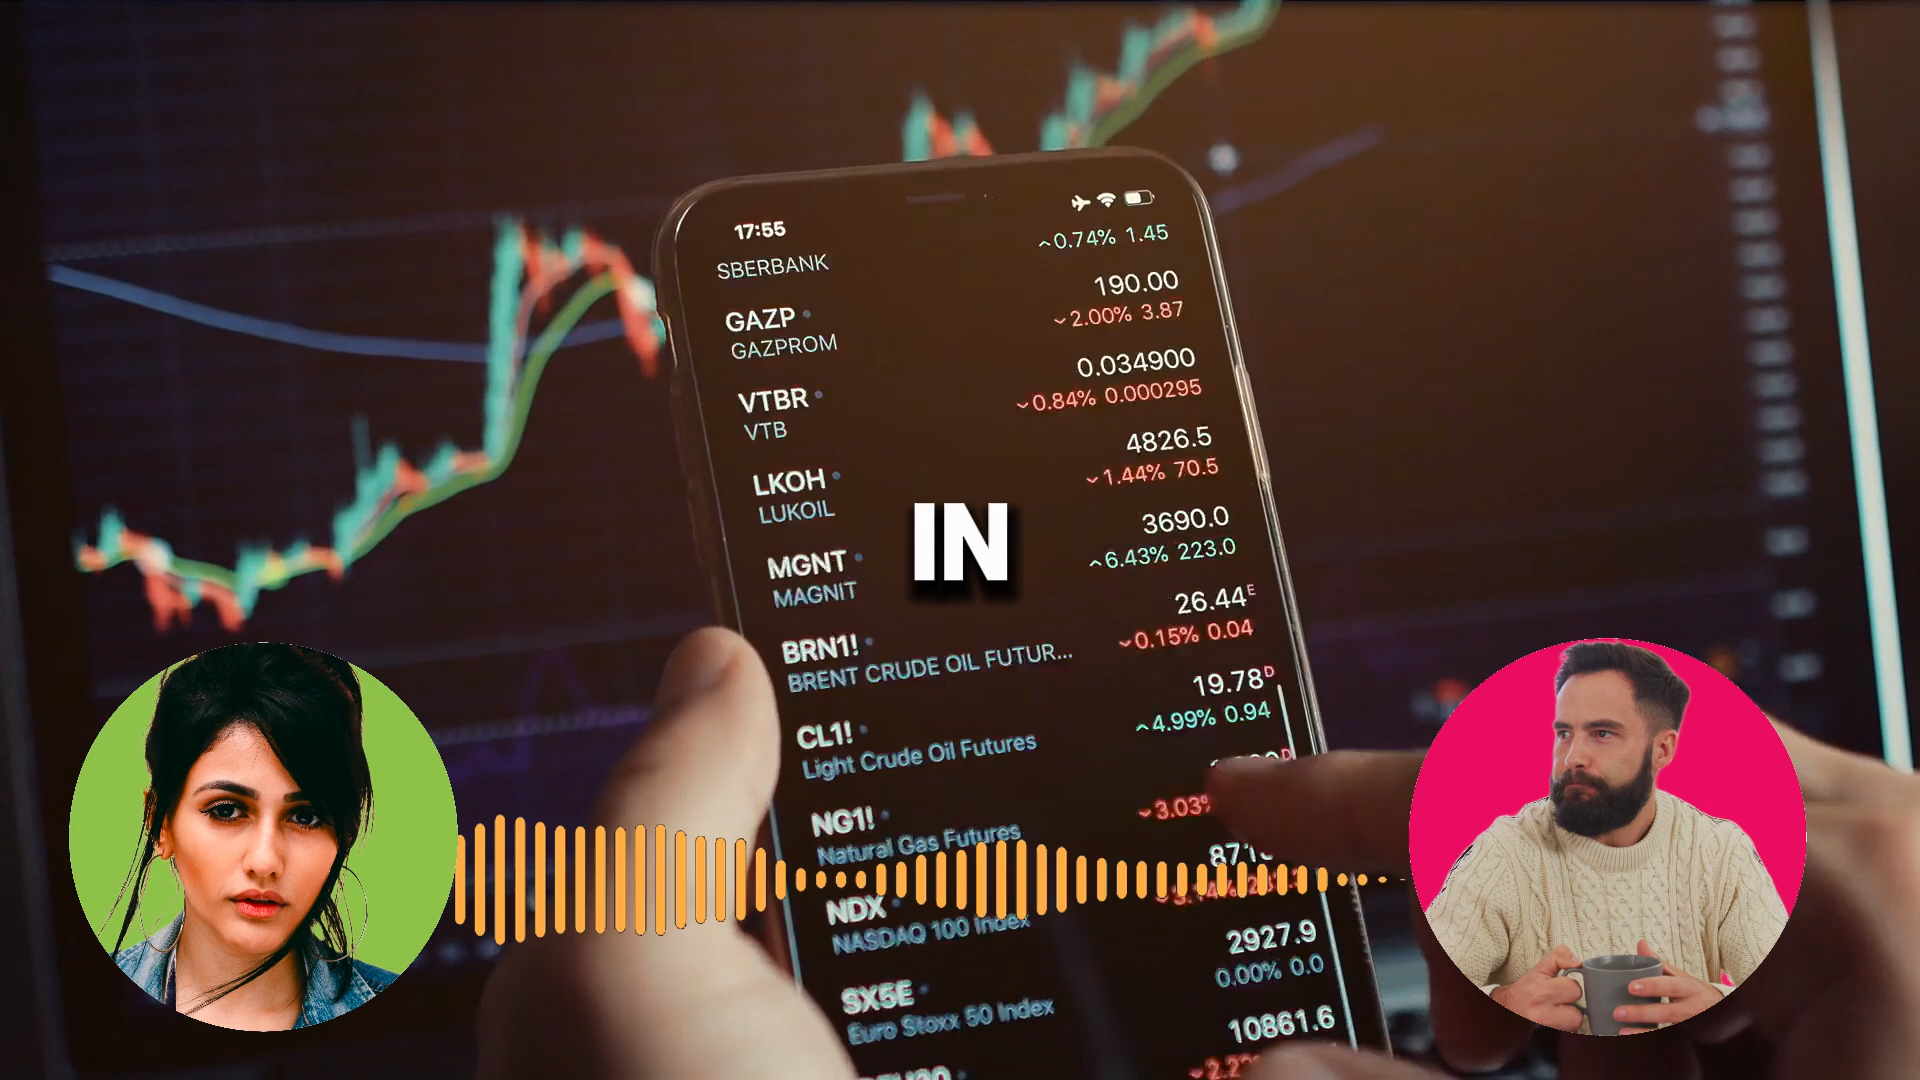 17:55
SBERBANK
^0.74% 1.45
GAZP
GAZPROM
190.00
2.00% 3.87
VTBR
VTB
0.034900
0.84% 0.000295
LKOH
LUKOIL
4826.5
1.44% 70.5
IN
MGNT
MAGNIT
3690.0
^6.43% 223.0
BRN1!
BRENT CRUDE OIL FUTUR...
26.44E
0.15% 0.04
CL1!
Light Crude Oil Futures
19.78D
^4.99% 0.94
NG1!
Natural Gas Futures
3.03%
NDX
NASDAQ 100 Index
SX5E
Euro Stoxx 50 Index
2927.9
0.00% 0.0
10861.6